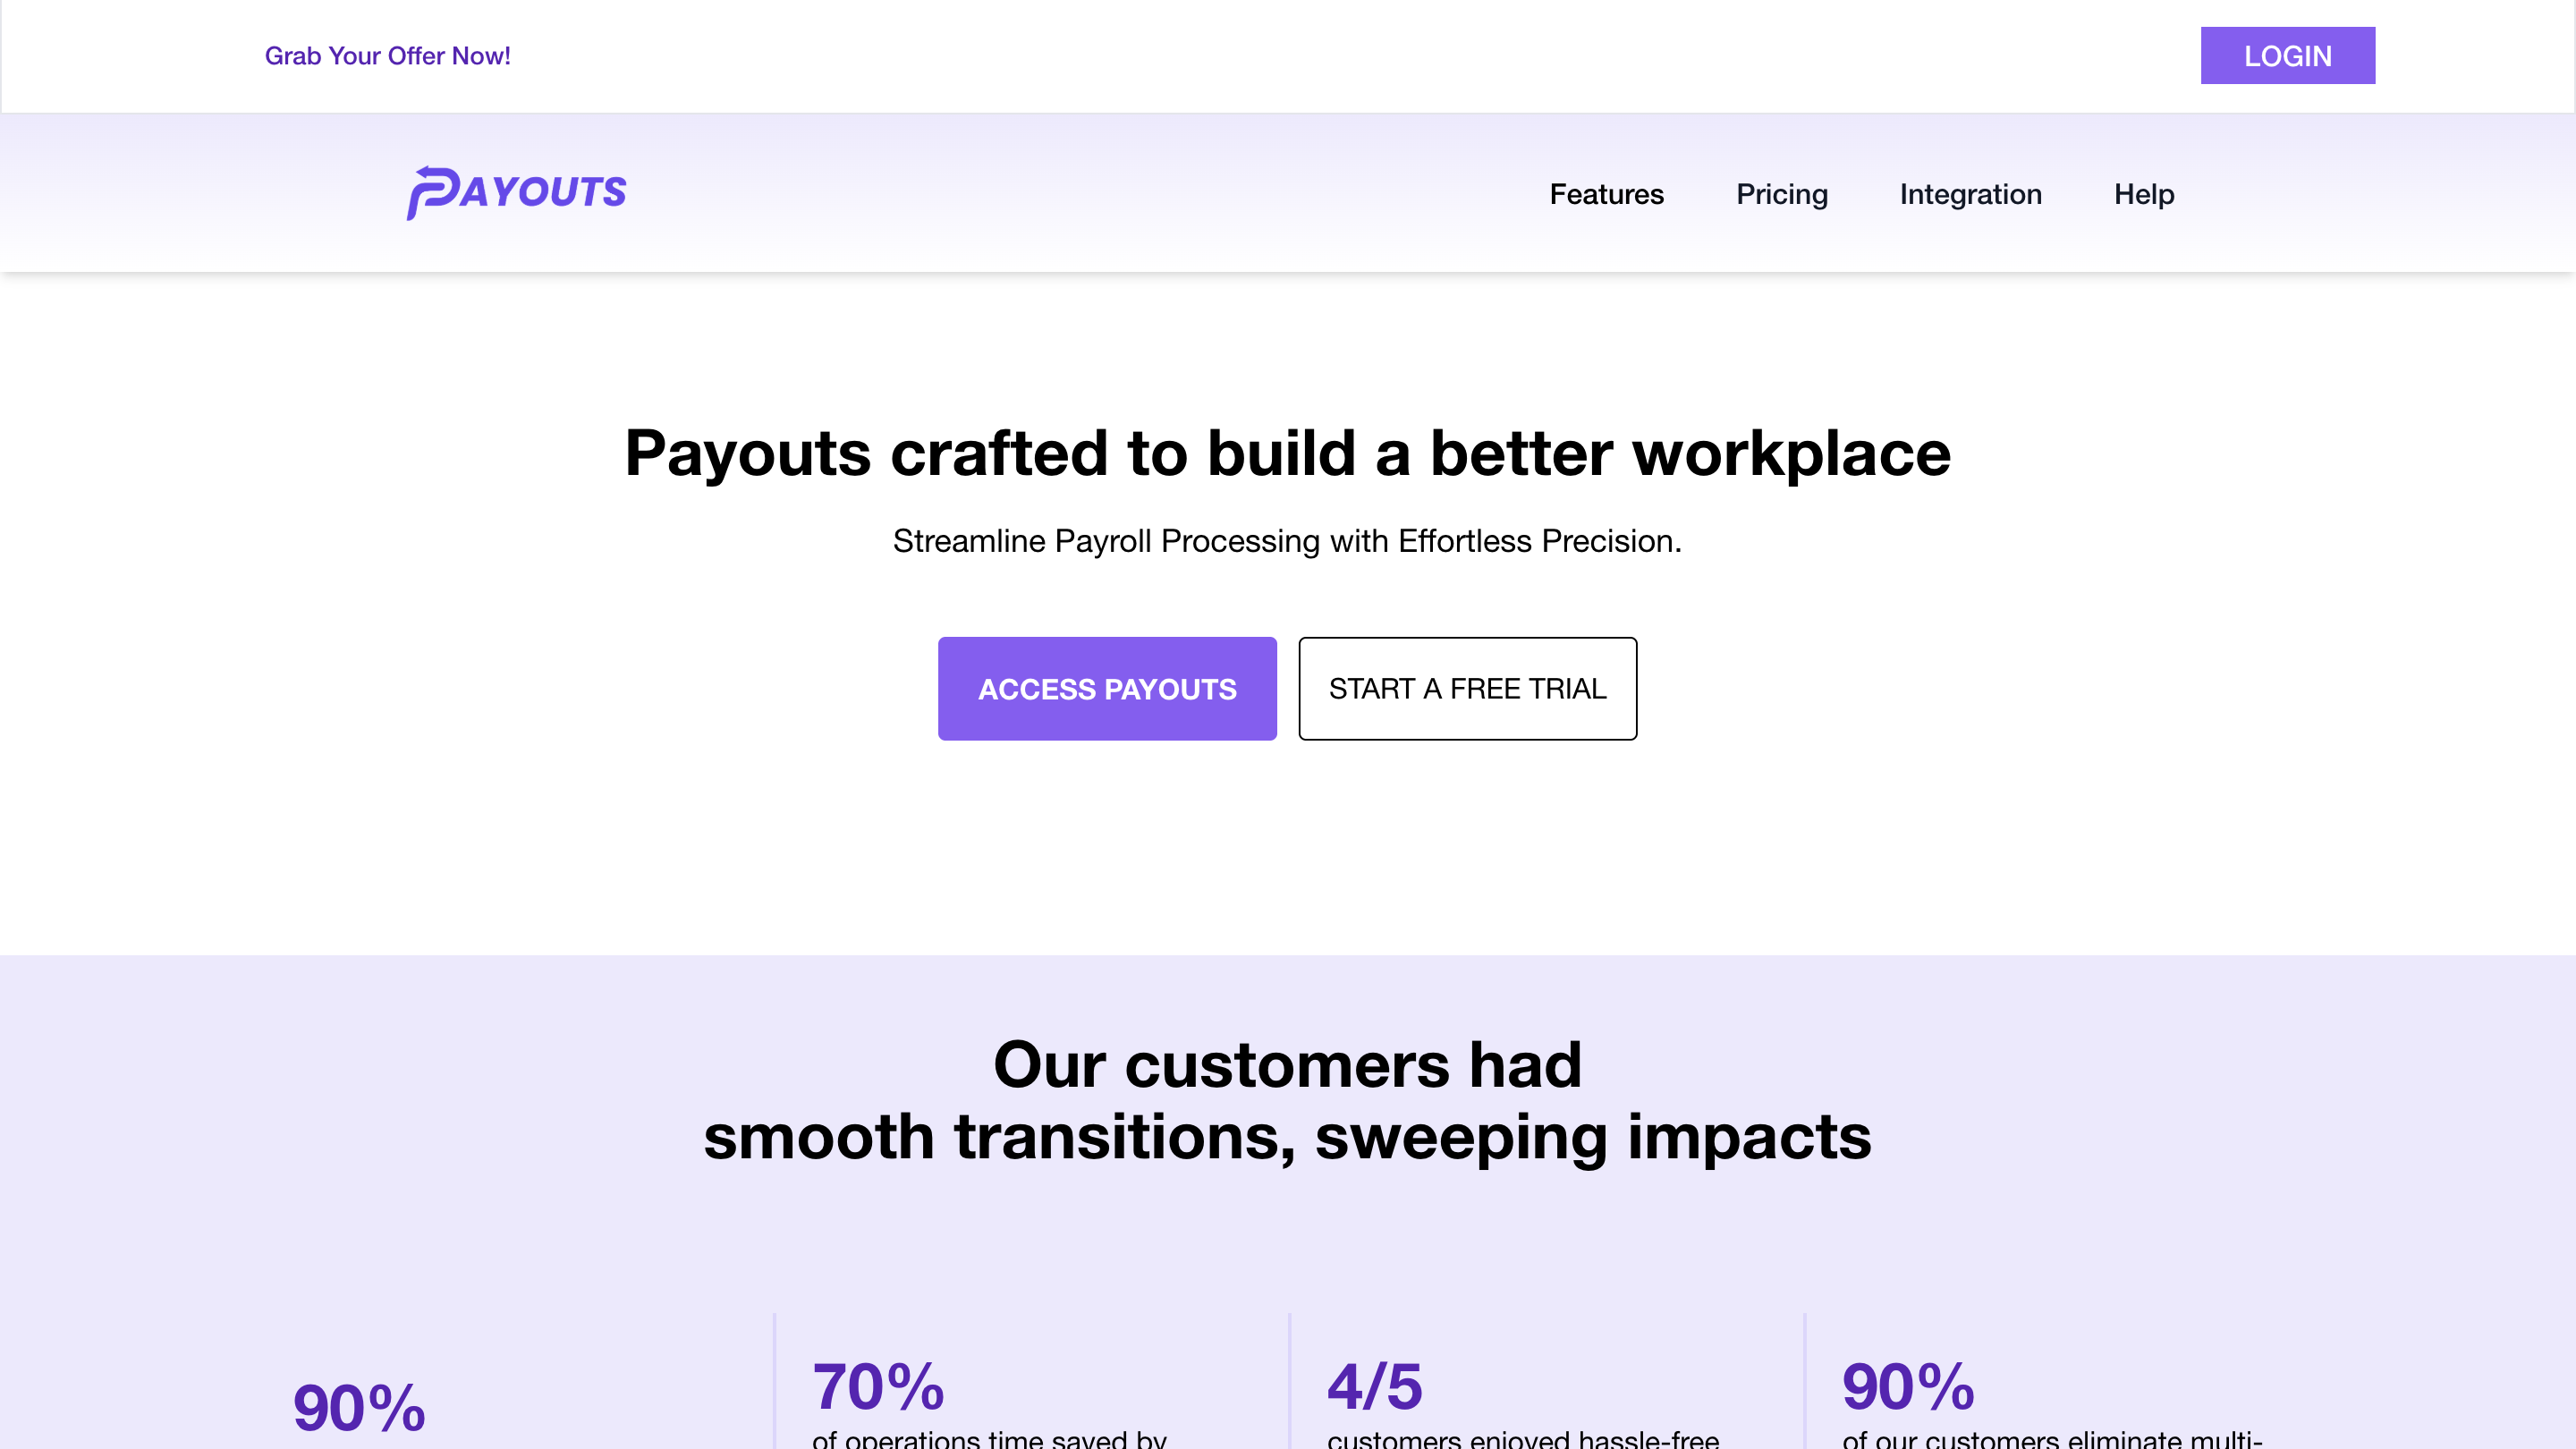 Grab Your Offer Now!
LOGIN
PAYOUTS
Features
Pricing
Integration
Help
Payouts crafted to build a better workplace
Streamline Payroll Processing with Effortless Precision.
ACCESS PAYOUTS
START A FREE TRIAL
Our customers had
smooth transitions, sweeping impacts
90%
70%
of operations time saved by
4/5
customers enjoyed hassle-free
90%
of our customers eliminate multi-